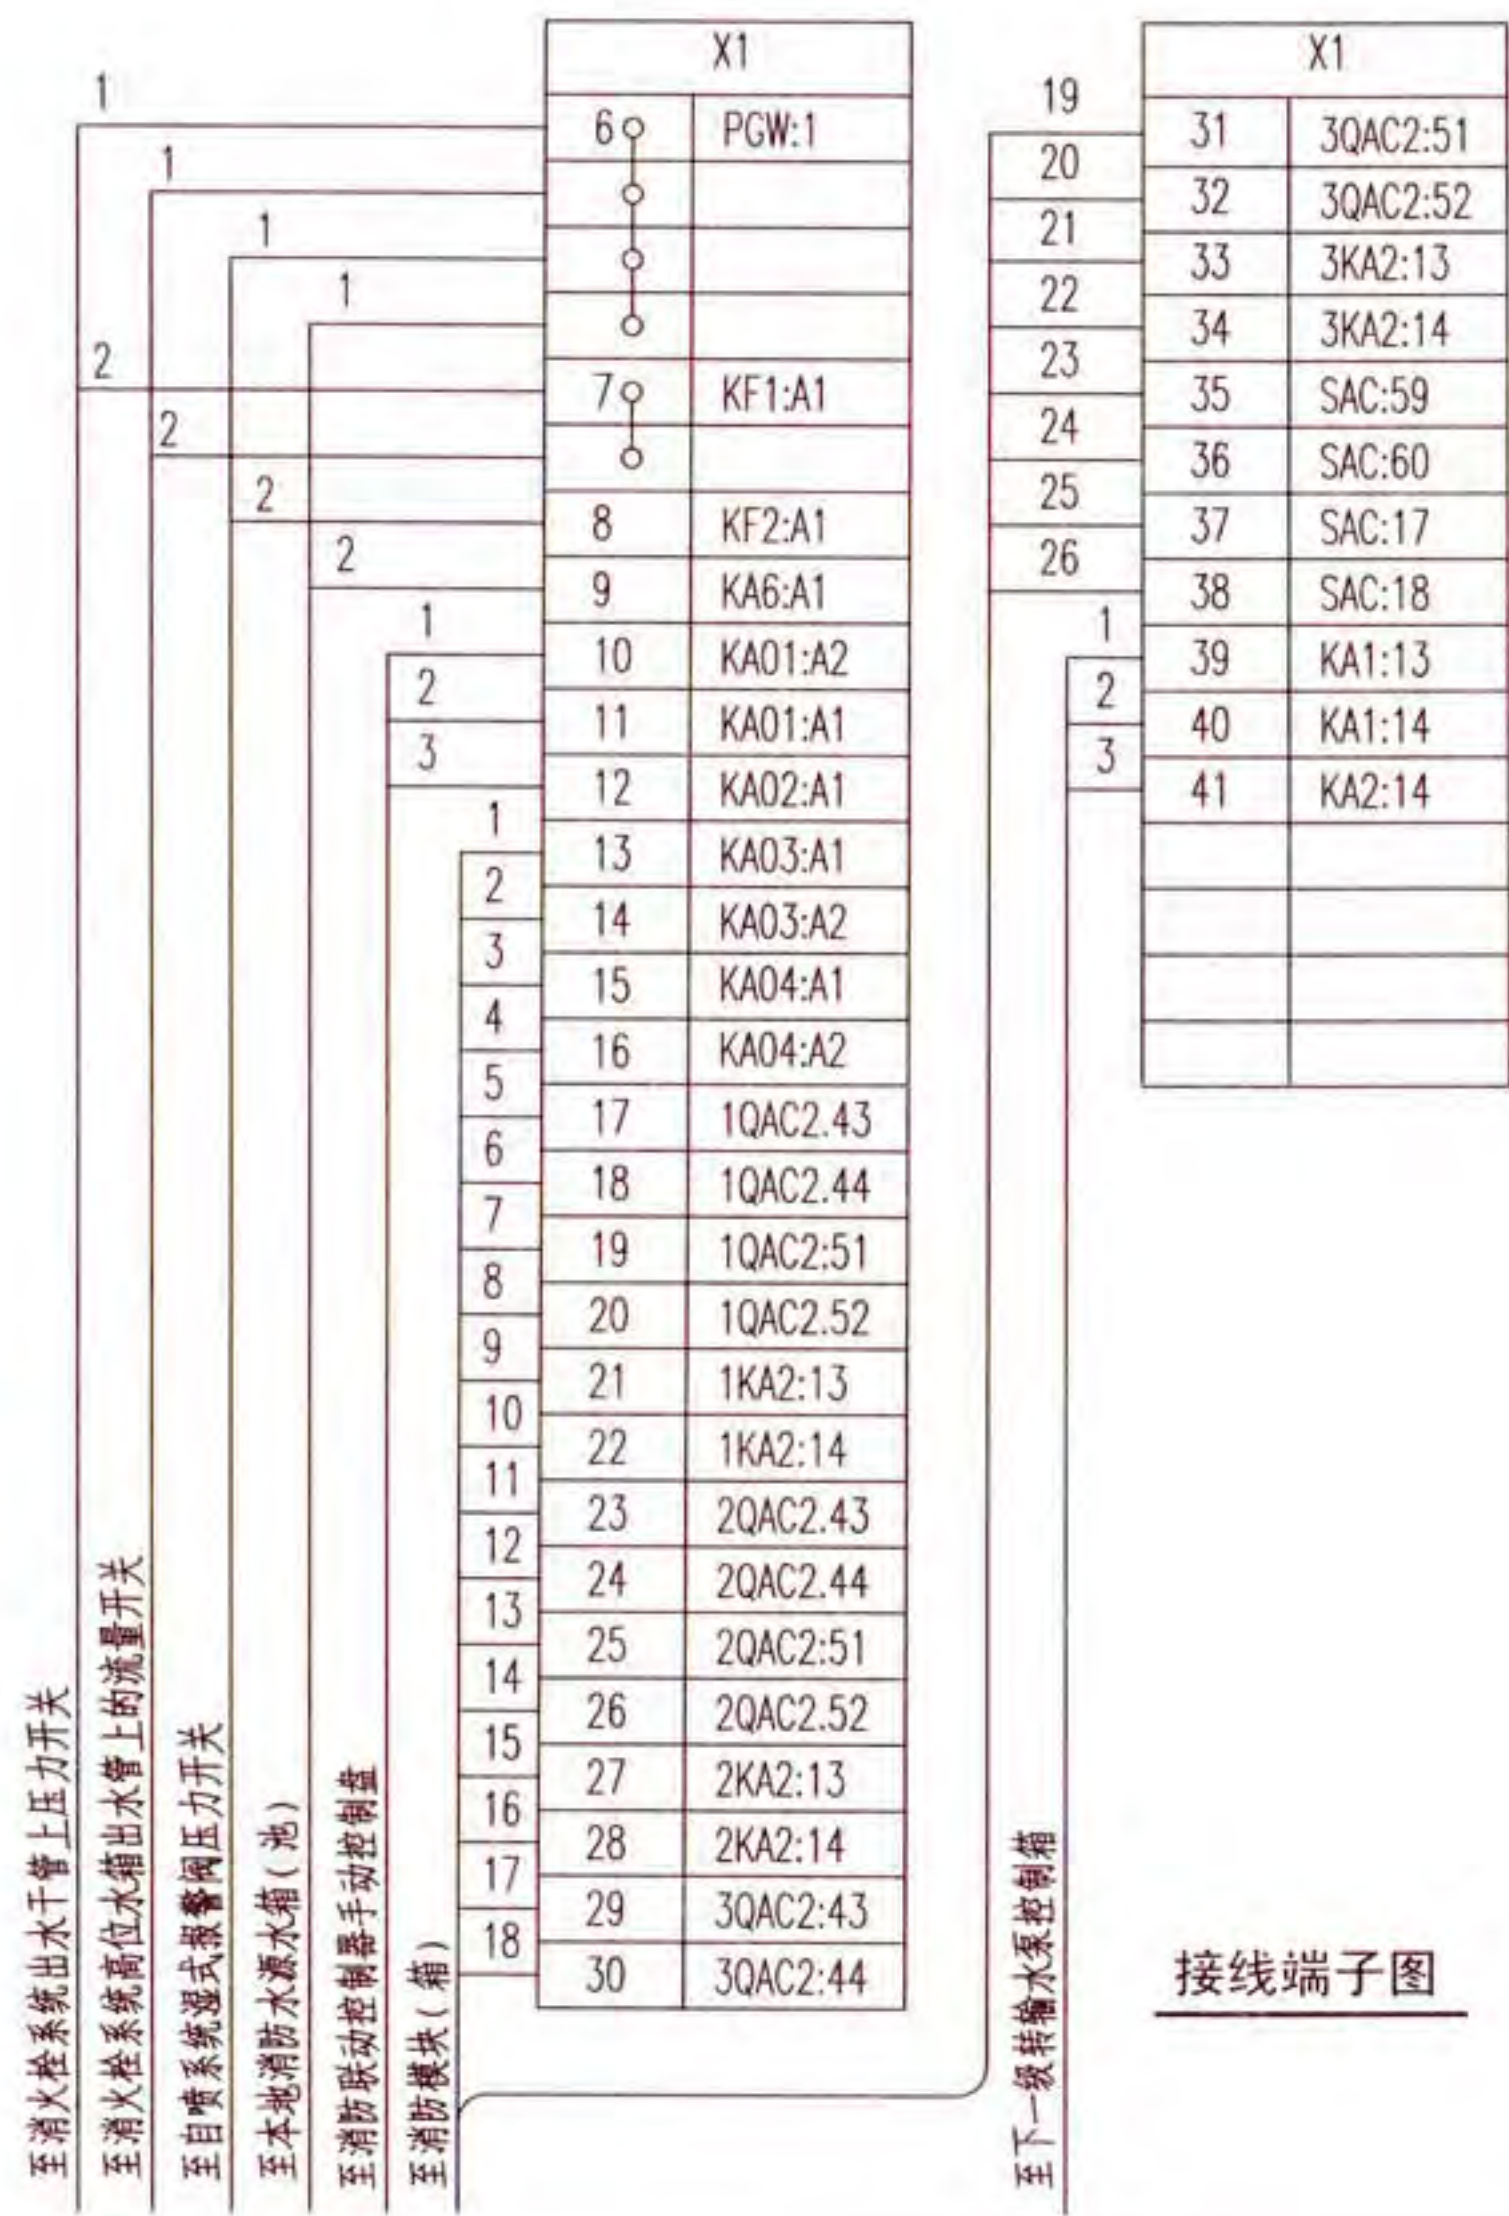 X1
1
6 PGW:1
1
1
1
2
7 KF1:A1
2
2
8 KF2:A1
2
9 KA6:A1
1
10 KA01:A2
2
11 KA01:A1
3
12 KA02:A1
1
13 KA03:A1
2
14 KA03:A2
3
15 KA04:A1
4
16 KA04:A2
5
17 1QAC2.43
6
18 1QAC2.44
7
19 1QAC2:51
8
20 1QAC2.52
9
21 1KA2:13
10
22 1KA2:14
11
23 2QAC2.43
12
24 2QAC2.44
13
25 2QAC2:51
14
26 2QAC2.52
15
27 2KA2:13
16
28 2KA2:14
17
29 3QAC2:43
18
30 3QAC2:44
至消火栓系统出水干管上压力开关
至消火栓系统高位水箱出水管上的流量开关
至自喷系统湿式报警阀压力开关
至本地消防水源水箱(池)
至消防联动控制器手动控制盘
至消防模块(箱)
X1
19
31 3QAC2:51
20
32 3QAC2:52
21
33 3KA2:13
22
34 3KA2:14
23
35 SAC:59
24
36 SAC:60
25
37 SAC:17
26
38 SAC:18
1
39 KA1:13
2
40 KA1:14
3
41 KA2:14
至下一级转输水泵控制箱
接线端子图